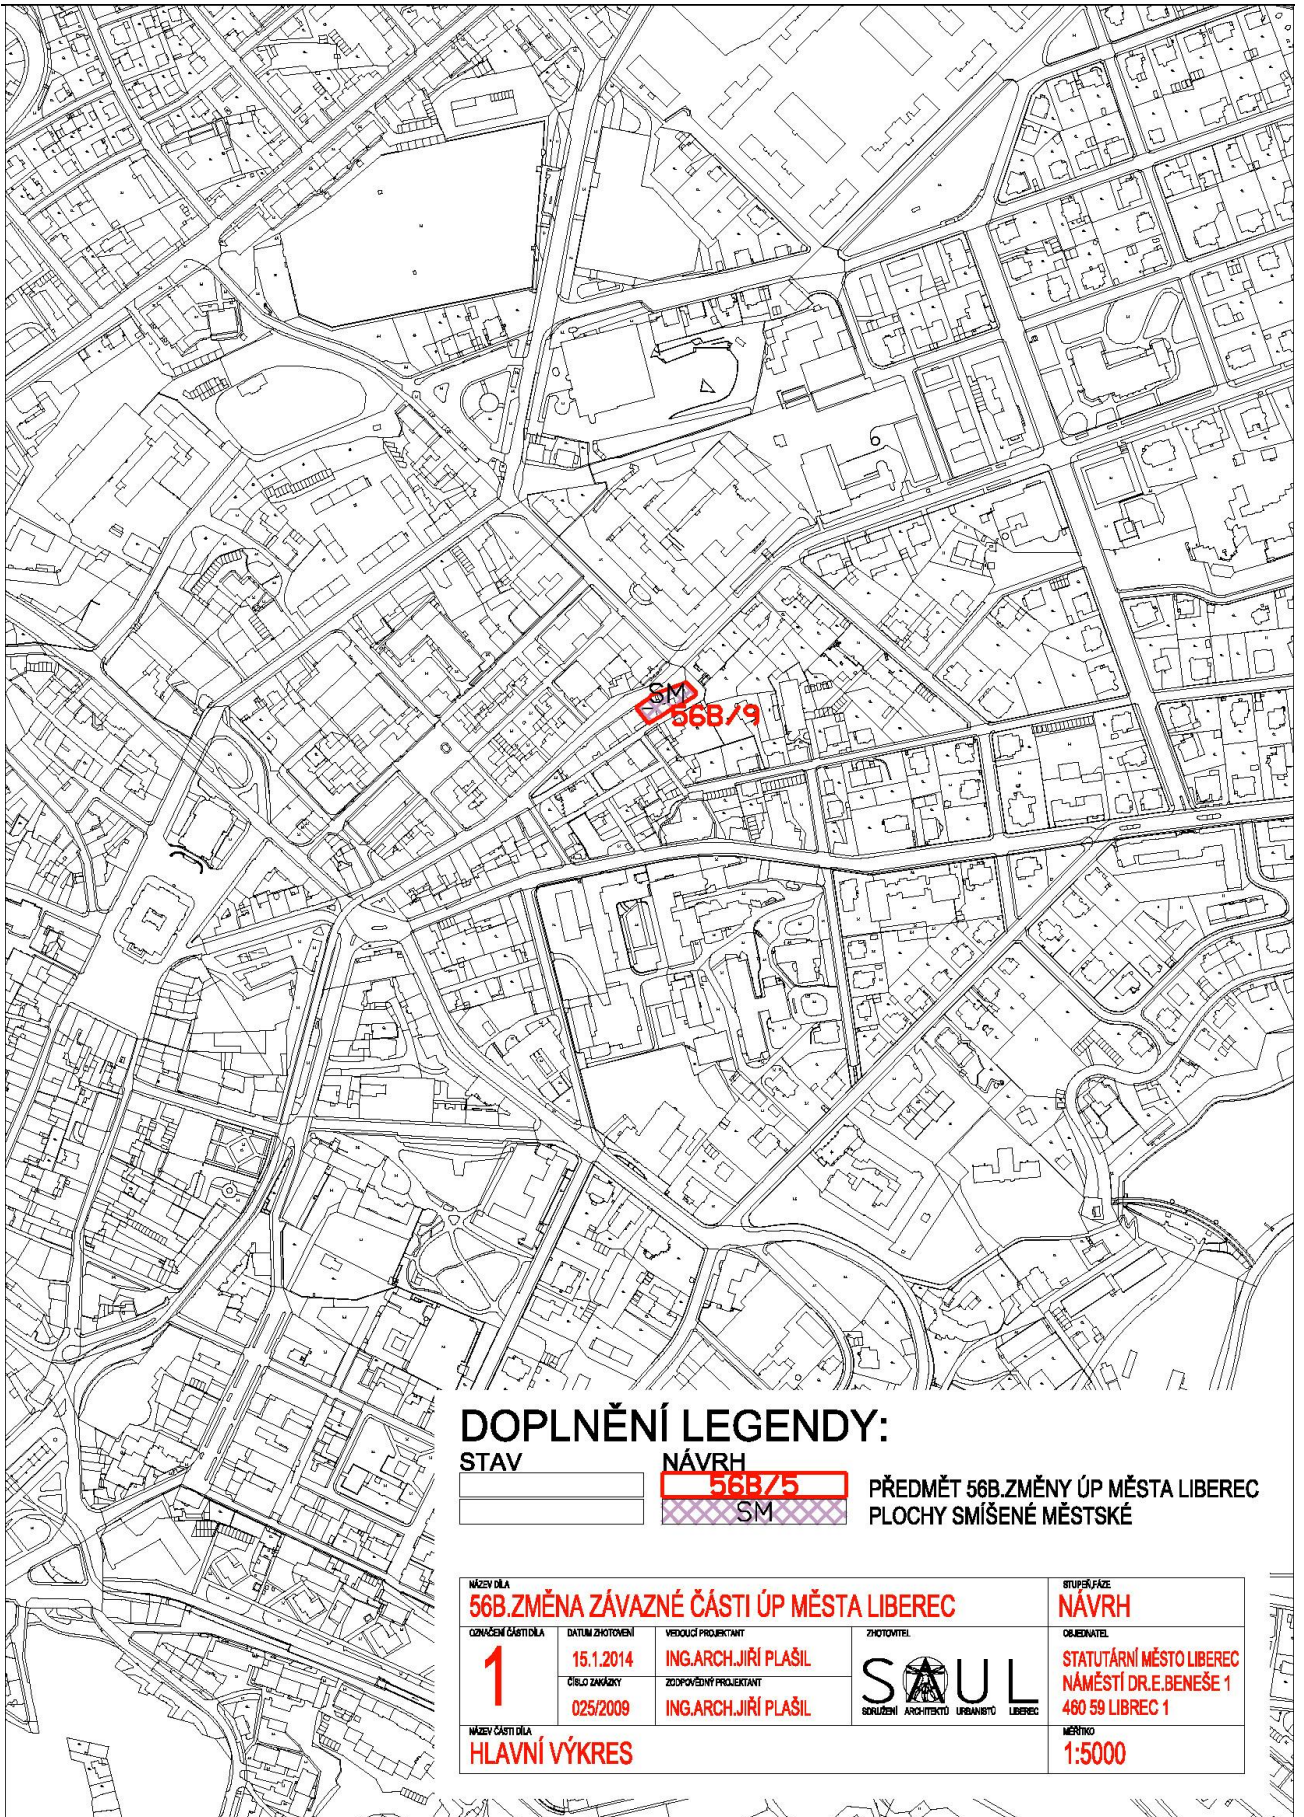 SM
56B/9
DOPLNĚNÍ LEGENDY:
STAV NÁVRH
56B/5 PŘEDMĚT 56B.ZMĚNY ÚP MĚSTA LIBEREC
SM PLOCHY SMÍŠENÉ MĚSTSKÉ
NÁZEV DÍLA
56B.ZMĚNA ZÁVAZNÉ ČÁSTI ÚP MĚSTA LIBEREC
STUPEŇ,FÁZE
NÁVRH
OZNAČENÍ ČÁSTI DÍLA
1
DATUM ZHOTOVENÍ
15.1.2014
ČÍSLO ZAKÁZKY
025/2009
VEDOUCÍ PROJEKTANT
ING.ARCH.JIŘÍ PLAŠIL
ZODPOVĚDNÝ PROJEKTANT
ING.ARCH.JIŘÍ PLAŠIL
ZHOTOVITEL
SAUL
SDRUŽENÍ ARCHITEKTŮ URBANISTŮ LIBEREC
OBJEDNATEL
STATUTÁRNÍ MĚSTO LIBEREC
NÁMĚSTÍ DR.E.BENEŠE 1
460 59 LIBREC 1
NÁZEV ČÁSTI DÍLA
HLAVNÍ VÝKRES
MĚŘÍTKO
1:5000